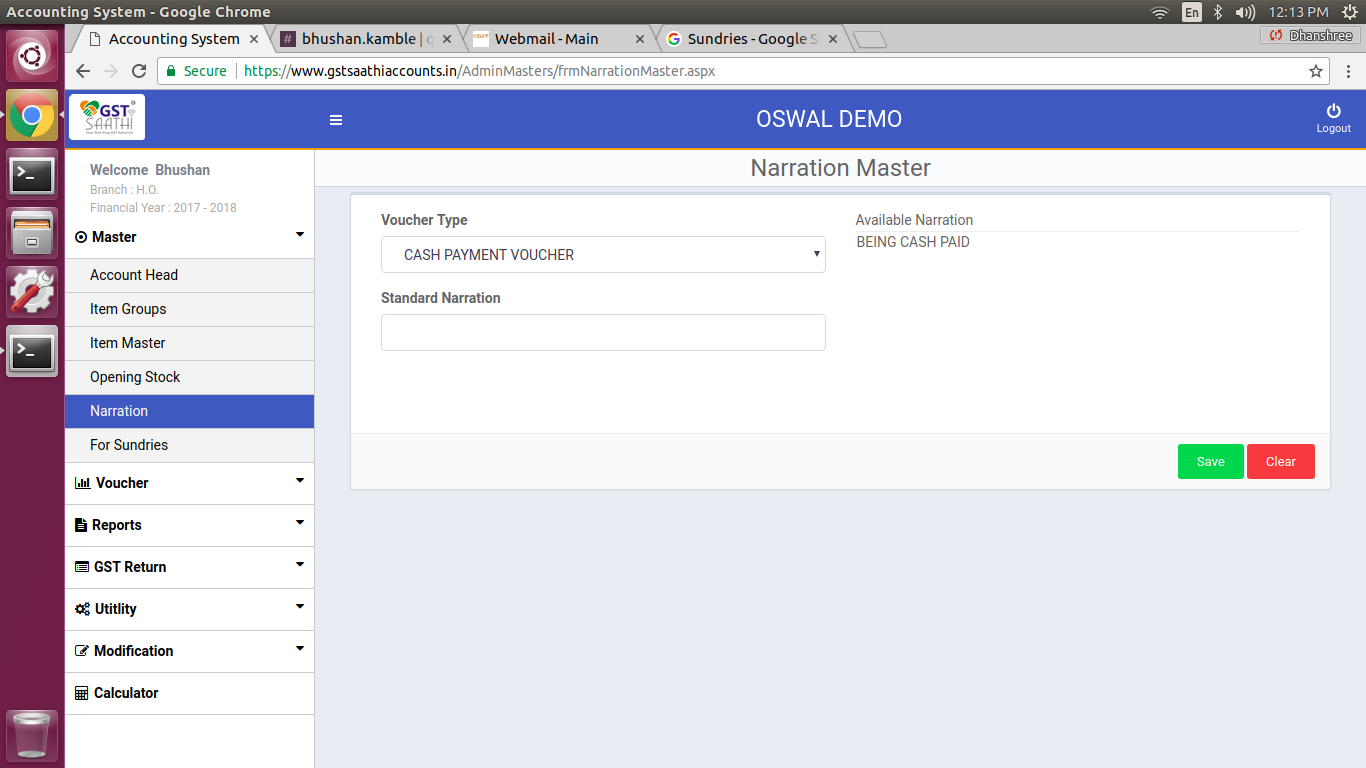 Accounting System - Google Chrome
En
12:13 PM
Accounting System
bhushan.kamble |
Webmail - Main
Sundries - Google S
Dhanshree
Secure
https://www.gstsaathiaccounts.in/AdminMasters/frmNarrationMaster.aspx
GST
SAATHI
OSWAL DEMO
Logout
Welcome Bhushan
Branch : H.O.
Financial Year : 2017 - 2018
Master
Account Head
Item Groups
Item Master
Opening Stock
Narration
For Sundries
Voucher
Reports
GST Return
Utitlity
Modification
Calculator
Narration Master
Voucher Type
CASH PAYMENT VOUCHER
Standard Narration
Available Narration
BEING CASH PAID
Save
Clear